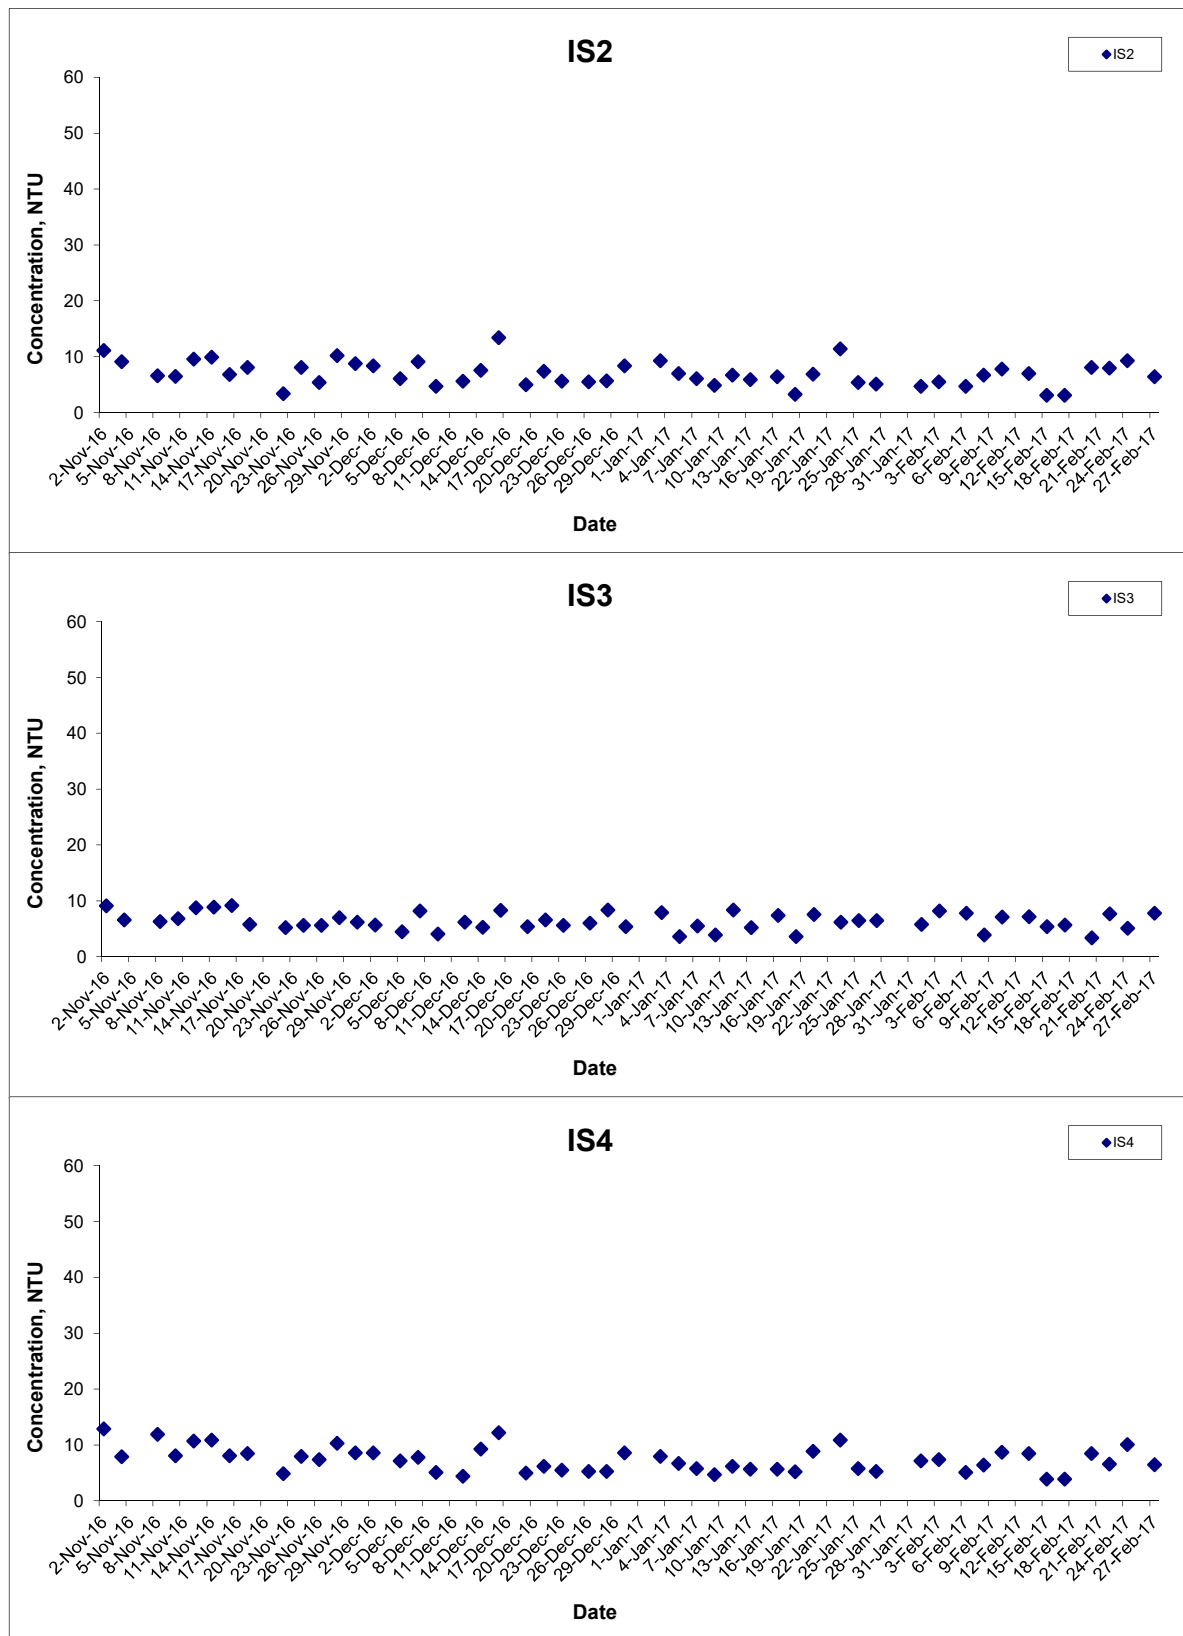 IS2
IS2
60
50
40
30
20
10
0
Concentration, NTU
2-Nov-16
5-Nov-16
8-Nov-16
11-Nov-16
14-Nov-16
17-Nov-16
20-Nov-16
23-Nov-16
26-Nov-16
29-Nov-16
2-Dec-16
5-Dec-16
8-Dec-16
11-Dec-16
14-Dec-16
17-Dec-16
20-Dec-16
23-Dec-16
26-Dec-16
29-Dec-16
1-Jan-17
4-Jan-17
7-Jan-17
10-Jan-17
13-Jan-17
16-Jan-17
19-Jan-17
22-Jan-17
25-Jan-17
28-Jan-17
31-Jan-17
3-Feb-17
6-Feb-17
9-Feb-17
12-Feb-17
15-Feb-17
18-Feb-17
21-Feb-17
24-Feb-17
27-Feb-17
Date
IS3
IS3
60
50
40
30
20
10
0
Concentration, NTU
2-Nov-16
5-Nov-16
8-Nov-16
11-Nov-16
14-Nov-16
17-Nov-16
20-Nov-16
23-Nov-16
26-Nov-16
29-Nov-16
2-Dec-16
5-Dec-16
8-Dec-16
11-Dec-16
14-Dec-16
17-Dec-16
20-Dec-16
23-Dec-16
26-Dec-16
29-Dec-16
1-Jan-17
4-Jan-17
7-Jan-17
10-Jan-17
13-Jan-17
16-Jan-17
19-Jan-17
22-Jan-17
25-Jan-17
28-Jan-17
31-Jan-17
3-Feb-17
6-Feb-17
9-Feb-17
12-Feb-17
15-Feb-17
18-Feb-17
21-Feb-17
24-Feb-17
27-Feb-17
Date
IS4
IS4
60
50
40
30
20
10
0
Concentration, NTU
2-Nov-16
5-Nov-16
8-Nov-16
11-Nov-16
14-Nov-16
17-Nov-16
20-Nov-16
23-Nov-16
26-Nov-16
29-Nov-16
2-Dec-16
5-Dec-16
8-Dec-16
11-Dec-16
14-Dec-16
17-Dec-16
20-Dec-16
23-Dec-16
26-Dec-16
29-Dec-16
1-Jan-17
4-Jan-17
7-Jan-17
10-Jan-17
13-Jan-17
16-Jan-17
19-Jan-17
22-Jan-17
25-Jan-17
28-Jan-17
31-Jan-17
3-Feb-17
6-Feb-17
9-Feb-17
12-Feb-17
15-Feb-17
18-Feb-17
21-Feb-17
24-Feb-17
27-Feb-17
Date